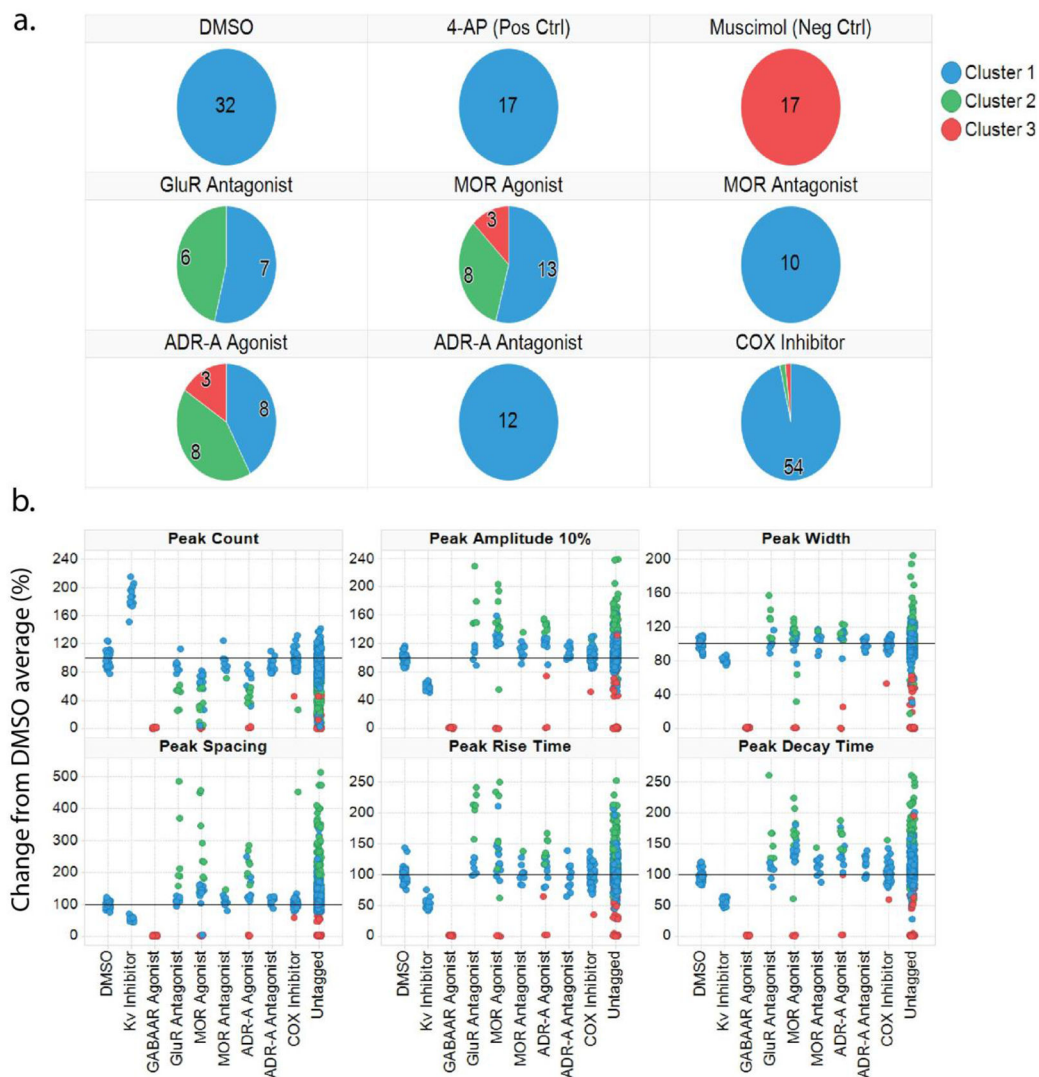 a.
DMSO
4-AP (Pos Ctrl)
Muscimol (Neg Ctrl)
Cluster 1
Cluster 2
Cluster 3
32
17
17
GluR Antagonist
MOR Agonist
MOR Antagonist
6
7
3
8
13
10
ADR-A Agonist
ADR-A Antagonist
COX Inhibitor
3
8
8
12
54
b.
Change from DMSO average (%)
Peak Count
240
200
160
120
80
40
0
Peak Amplitude 10%
240
200
160
120
80
40
0
Peak Width
200
160
120
80
40
0
Peak Spacing
500
400
300
200
100
0
Peak Rise Time
250
200
150
100
50
0
Peak Decay Time
250
200
150
100
50
0
DMSO
Kv Inhibitor
GABAAR Agonist
GluR Antagonist
MOR Agonist
MOR Antagonist
ADR-A Agonist
ADR-A Antagonist
COX Inhibitor
Untagged
DMSO
Kv Inhibitor
GABAAR Agonist
GluR Antagonist
MOR Agonist
MOR Antagonist
ADR-A Agonist
ADR-A Antagonist
COX Inhibitor
Untagged
DMSO
Kv Inhibitor
GABAAR Agonist
GluR Antagonist
MOR Agonist
MOR Antagonist
ADR-A Agonist
ADR-A Antagonist
COX Inhibitor
Untagged